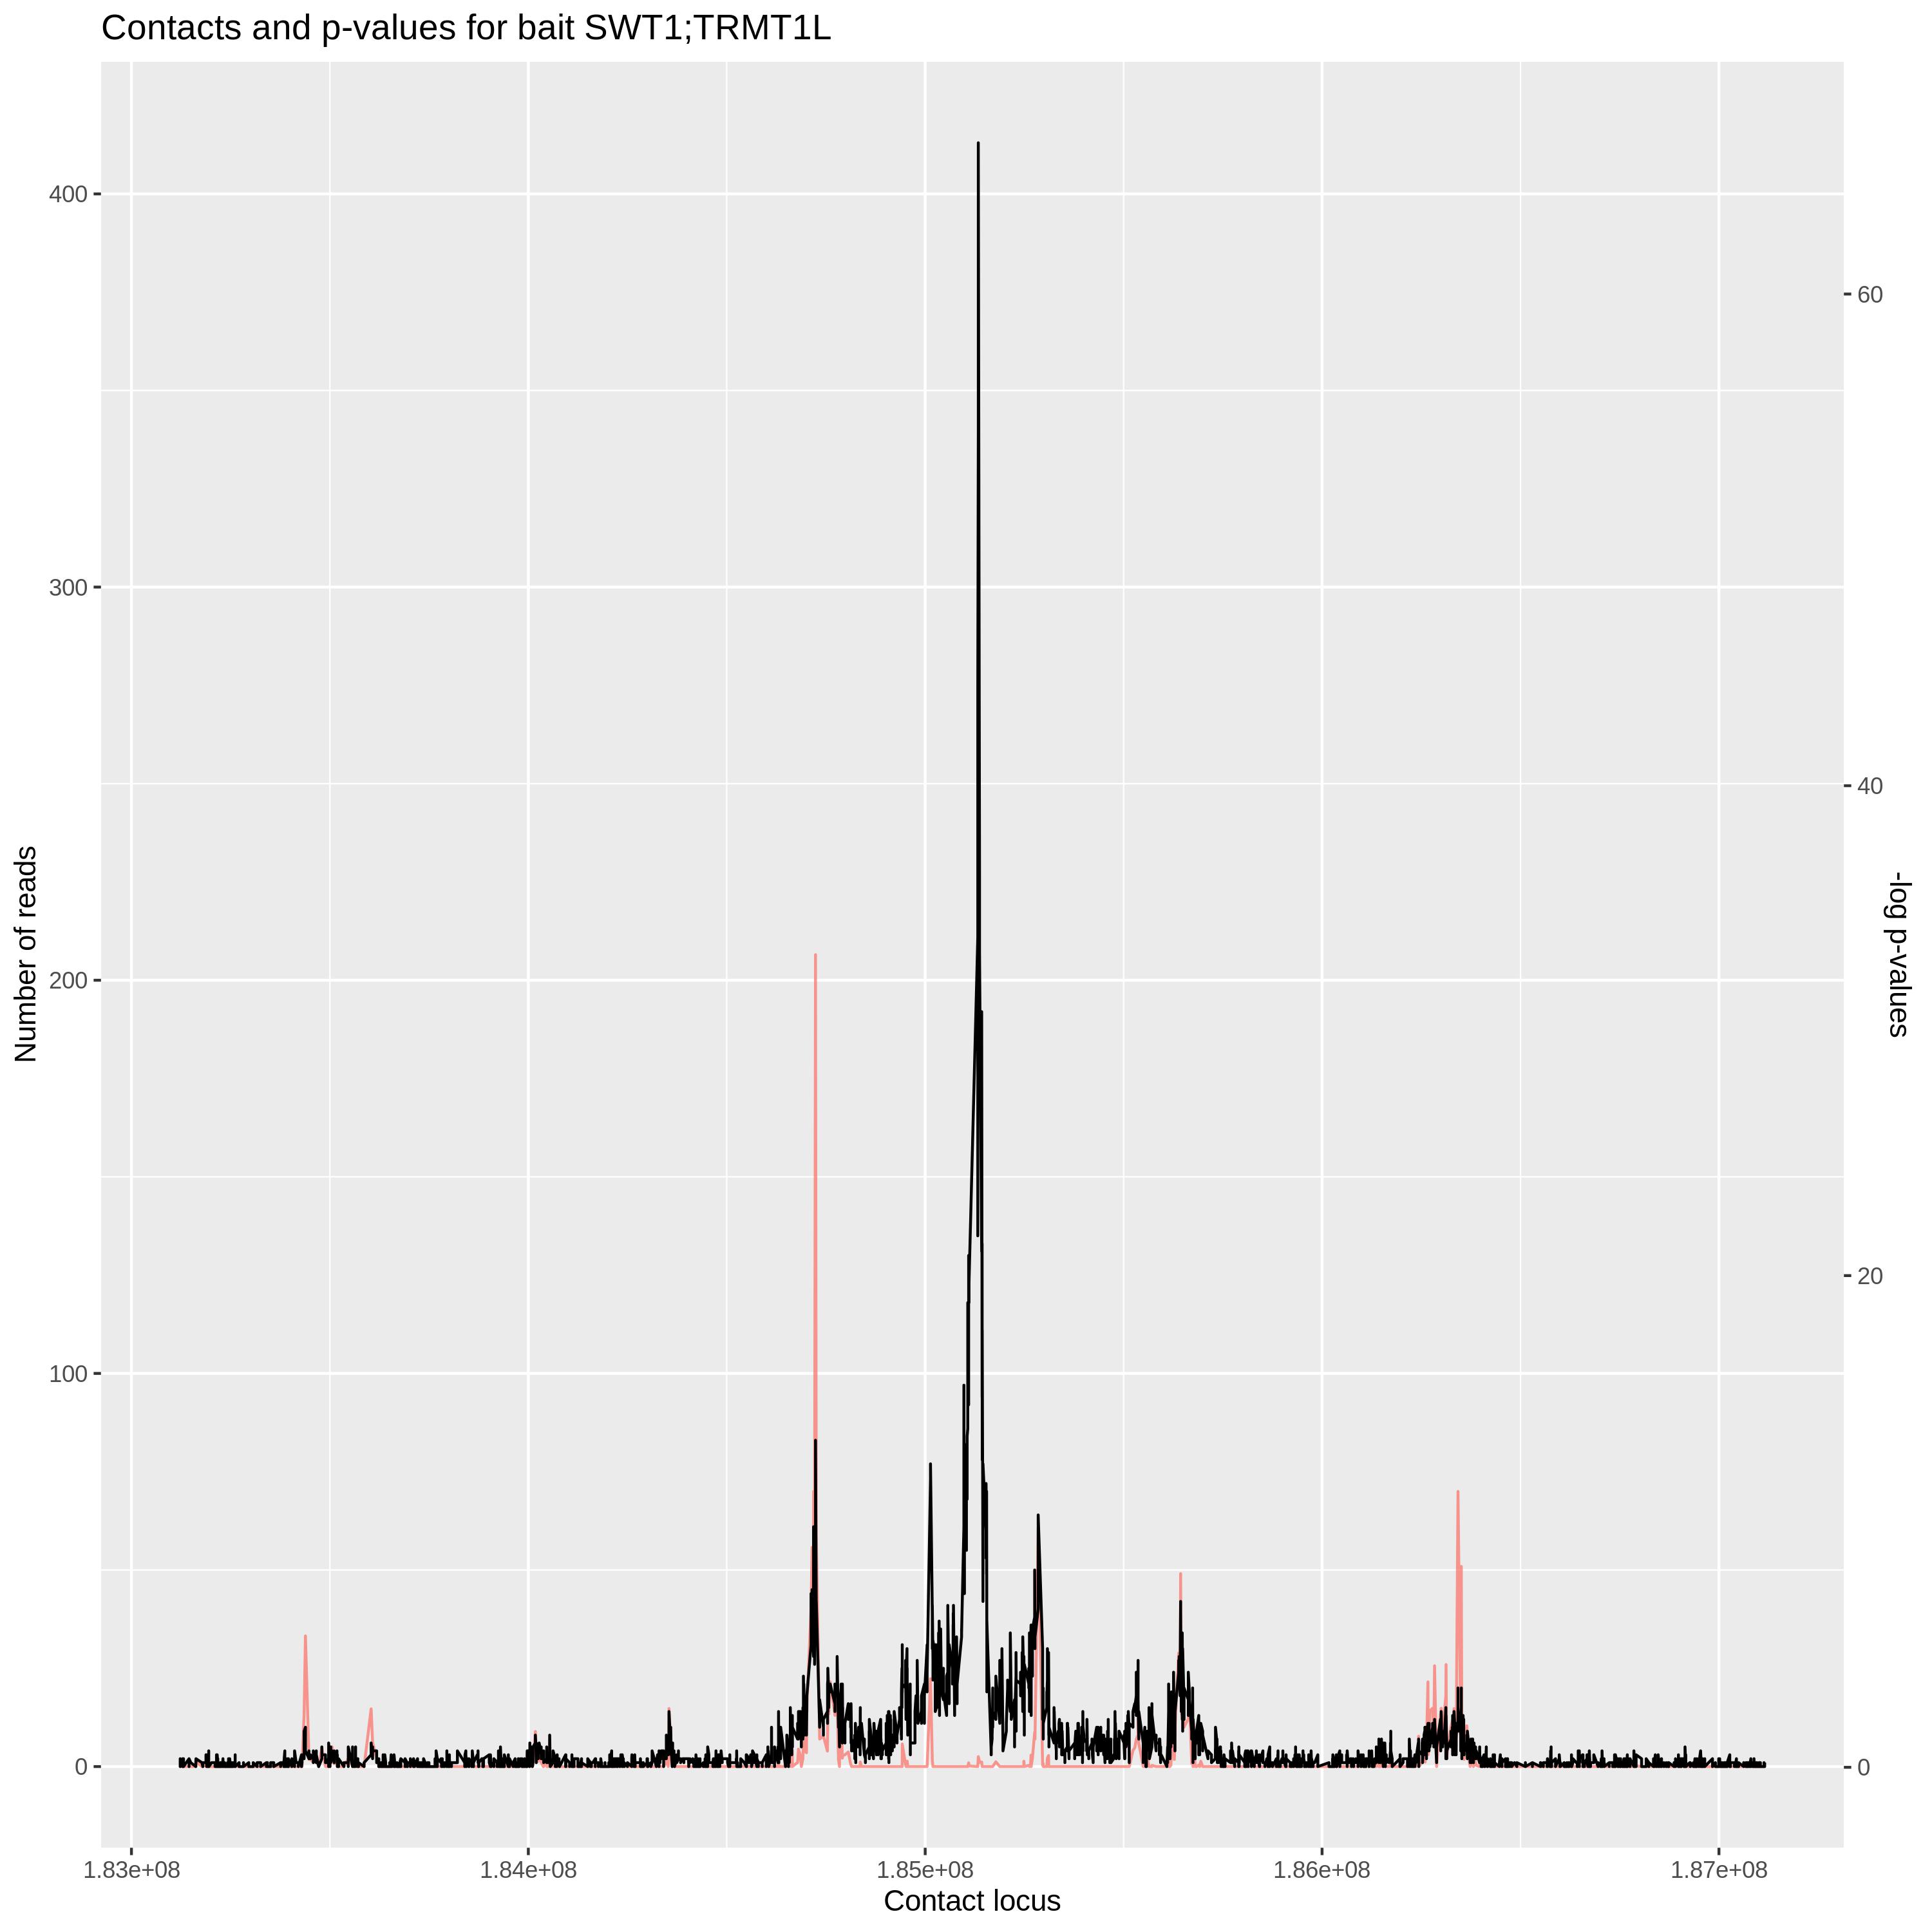 Contacts and p-values for bait SWT1;TRMT1L
400
300
200
100
0
Number of reads
60
40
20
0
-log p-values
1.83e+08
1.84e+08
1.85e+08
1.86e+08
1.87e+08
Contact locus